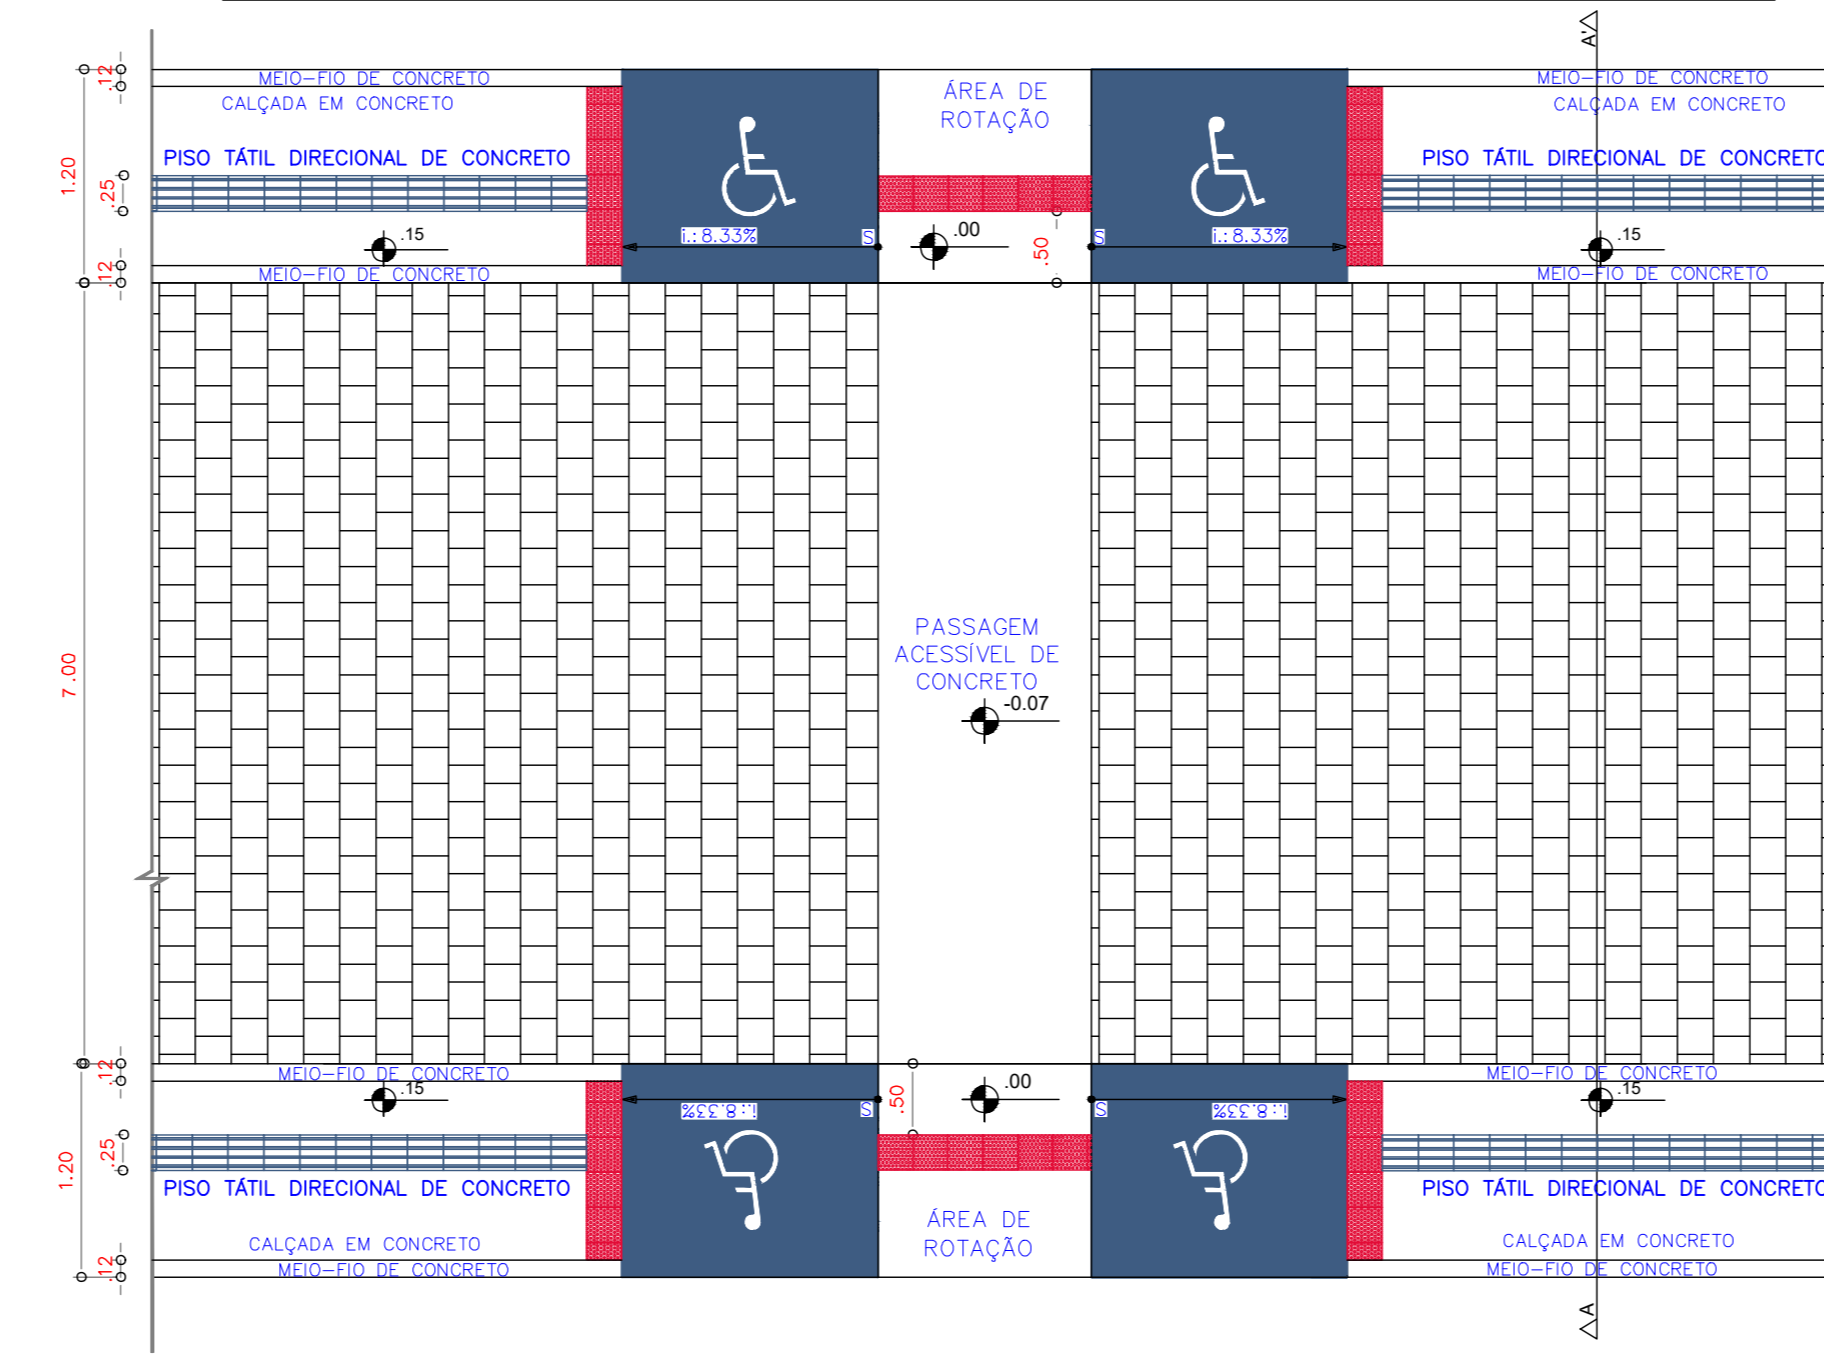 A'
.12
MEIO-FIO DE CONCRETO
MEIO-FIO DE CONCRETO
CALÇADA EM CONCRETO
ÁREA DE
ROTAÇÃO
CALÇADA EM CONCRETO
1.20
PISO TÁTIL DIRECIONAL DE CONCRETO
PISO TÁTIL DIRECIONAL DE CONCRETO
.25
.15
i.: 8.33%
S
.00
.50
S
i.: 8.33%
.15
.12
MEIO-FIO DE CONCRETO
MEIO-FIO DE CONCRETO
7.00
PASSAGEM
ACESSÍVEL DE
CONCRETO
-0.07
.12
MEIO-FIO DE CONCRETO
MEIO-FIO DE CONCRETO
.15
i.: 8.33%
S
.50
.00
S
i.: 8.33%
.15
1.20
.25
PISO TÁTIL DIRECIONAL DE CONCRETO
PISO TÁTIL DIRECIONAL DE CONCRETO
ÁREA DE
ROTAÇÃO
CALÇADA EM CONCRETO
CALÇADA EM CONCRETO
.12
MEIO-FIO DE CONCRETO
MEIO-FIO DE CONCRETO
A